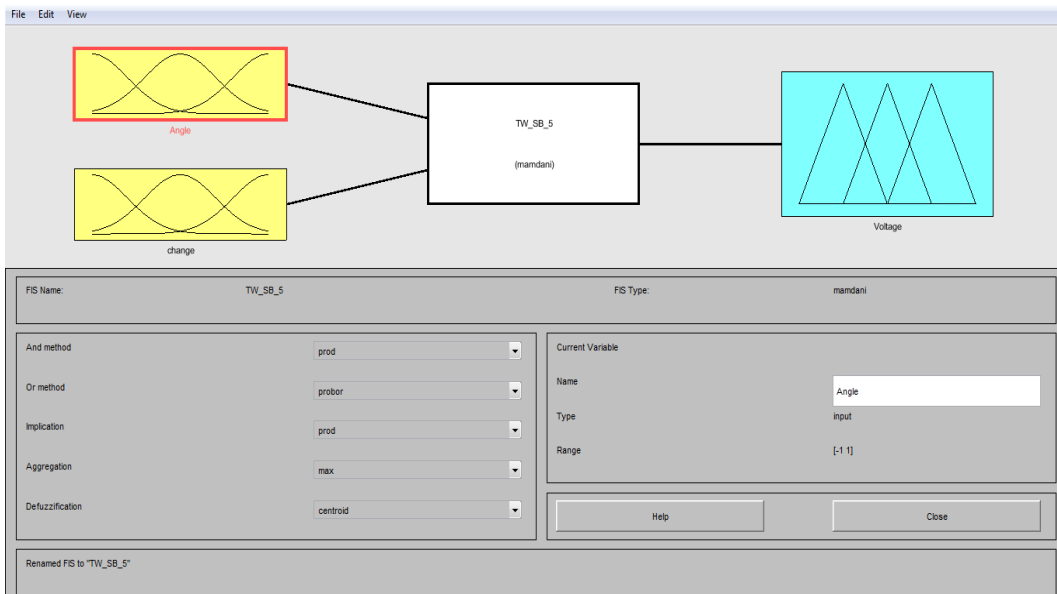 File Edit View
Angle
change
TW_SB_5
(mamdani)
Voltage
FIS Name: TW_SB_5 FIS Type: mamdani
And method prod
Or method probor
Implication prod
Aggregation max
Defuzzification centroid
Current Variable
Name Angle
Type input
Range [-1 1]
Help Close
Renamed FIS to "TW_SB_5"